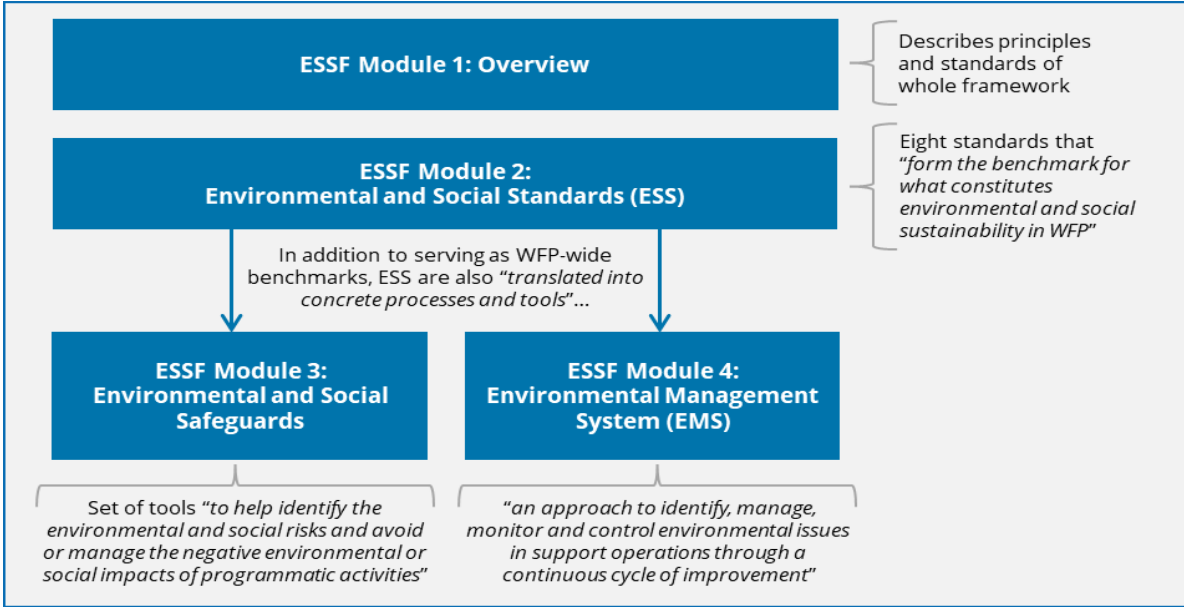 ESSF Module 1: Overview
Describes principles
and standards of
whole framework
ESSF Module 2:
Environmental and Social Standards (ESS)
Eight standards that
“form the benchmark for
what constitutes
environmental and social
sustainability in WFP”
In addition to serving as WFP-wide
benchmarks, ESS are also “translated into
concrete processes and tools”…
ESSF Module 3:
Environmental and Social
Safeguards
ESSF Module 4:
Environmental Management
System (EMS)
Set of tools “to help identify the
environmental and social risks and avoid
or manage the negative environmental or
social impacts of programmatic activities”
“an approach to identify, manage,
monitor and control environmental issues
in support operations through a
continuous cycle of improvement”